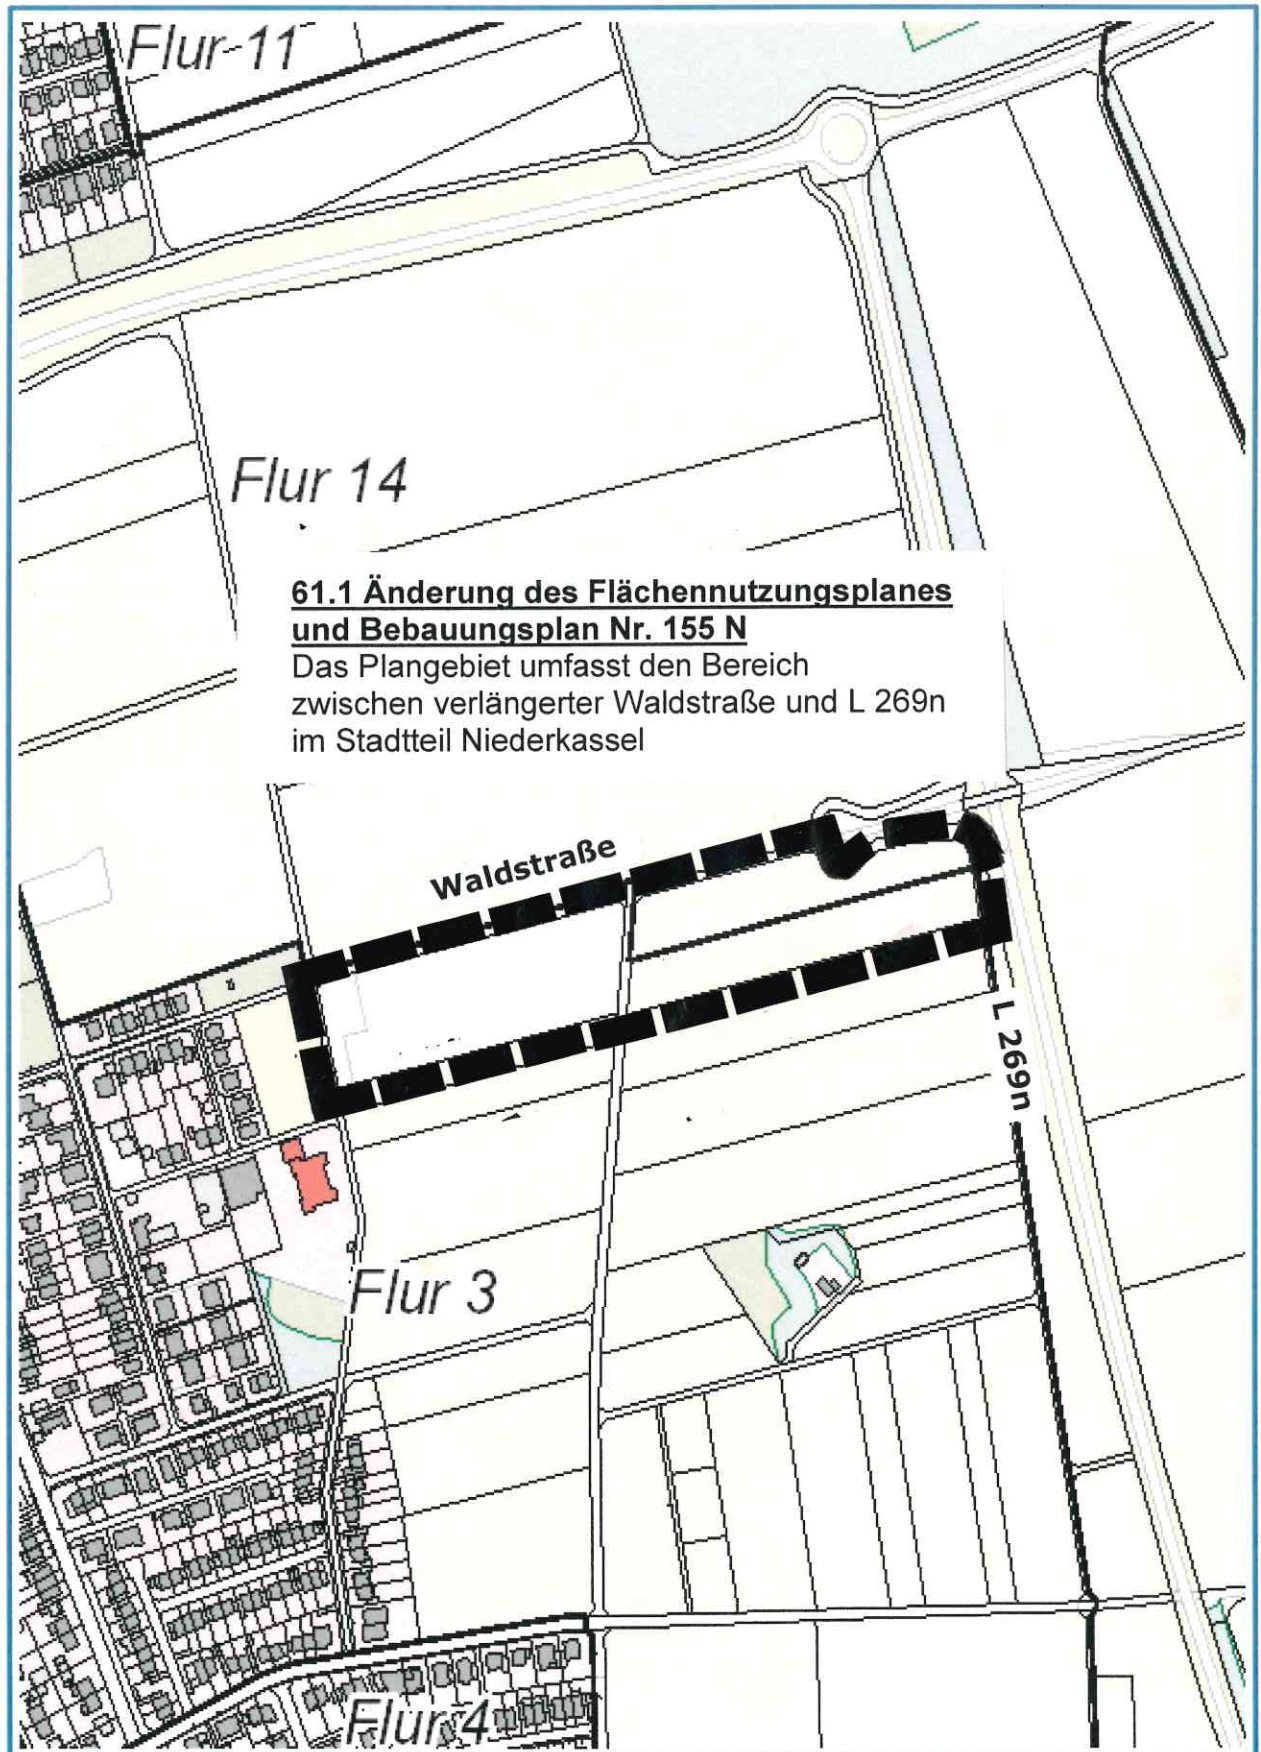 Flur 11
Flur 14
61.1 Änderung des Flächennutzungsplanes
und Bebauungsplan Nr. 155 N
Das Plangebiet umfasst den Bereich
zwischen verlängerter Waldstraße und L 269n
im Stadtteil Niederkassel
Waldstraße
L 269n
Flur 3
Flur 4